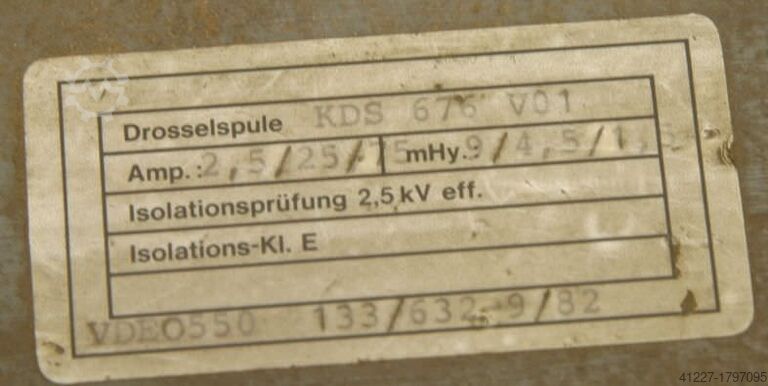 Drosselspule KDS 676 V01
Amp.: 2,5/25/75 mHy. 9/4,5/1,5
Isolationsprüfung 2,5 kV eff.
Isolations-Kl. E
VDE0550 133/632 9/82
41227-1797095